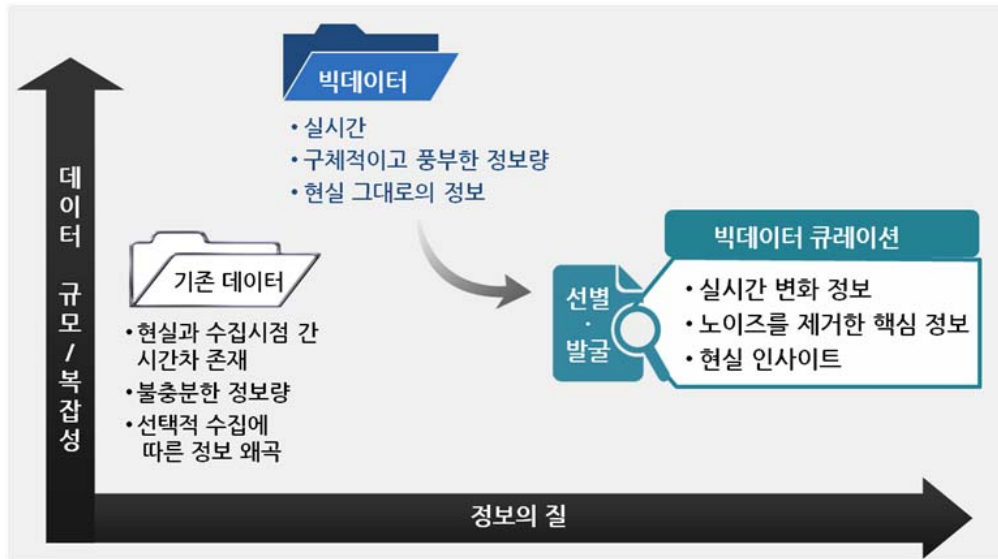 빅데이터
• 실시간
• 구체적이고 풍부한 정보량
• 현실 그대로의 정보
데이터 규모/복잡성
기존 데이터
• 현실과 수집시점 간
시간차 존재
• 불충분한 정보량
• 선택적 수집에
따른 정보 왜곡
선별
·
발굴
빅데이터 큐레이션
• 실시간 변화 정보
• 노이즈를 제거한 핵심 정보
• 현실 인사이트
정보의 질